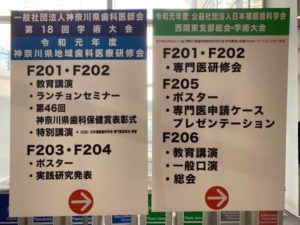 一般社団法人神奈川県歯科医師会
第18回学術大会
令和元年度
神奈川県地域歯科医療研修会
F201・F202
・教育講演
・ランチョンセミナー
・第46回
神奈川県歯科保健賞表彰式
・特別講演
F203・F204
・ポスター
・実践研究発表
令和元年度 公益社団法人日本補綴歯科学会
西関東支部総会・学術大会
F201・F202
・専門医研修会
F205
・ポスター
・専門医申請ケース
プレゼンテーション
F206
・教育講演
・一般口演
・総会